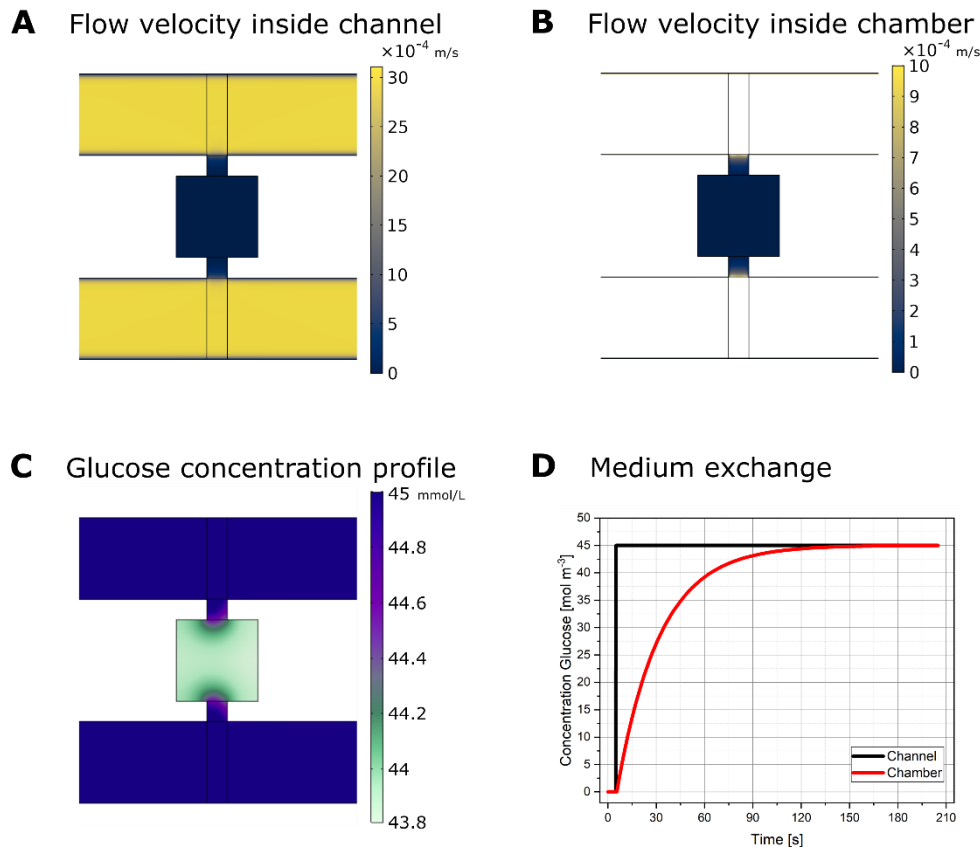 A Flow velocity inside channel
×10⁻⁴ m/s
30
25
20
15
10
5
0
B Flow velocity inside chamber
×10⁻⁴ m/s
10
9
8
7
6
5
4
3
2
1
0
C Glucose concentration profile
45 mmol/L
44.8
44.6
44.4
44.2
44
43.8
D Medium exchange
Concentration Glucose [mol m⁻³]
50
45
40
35
30
25
20
15
10
5
0
Channel
Chamber
0 30 60 90 120 150 180 210
Time [s]